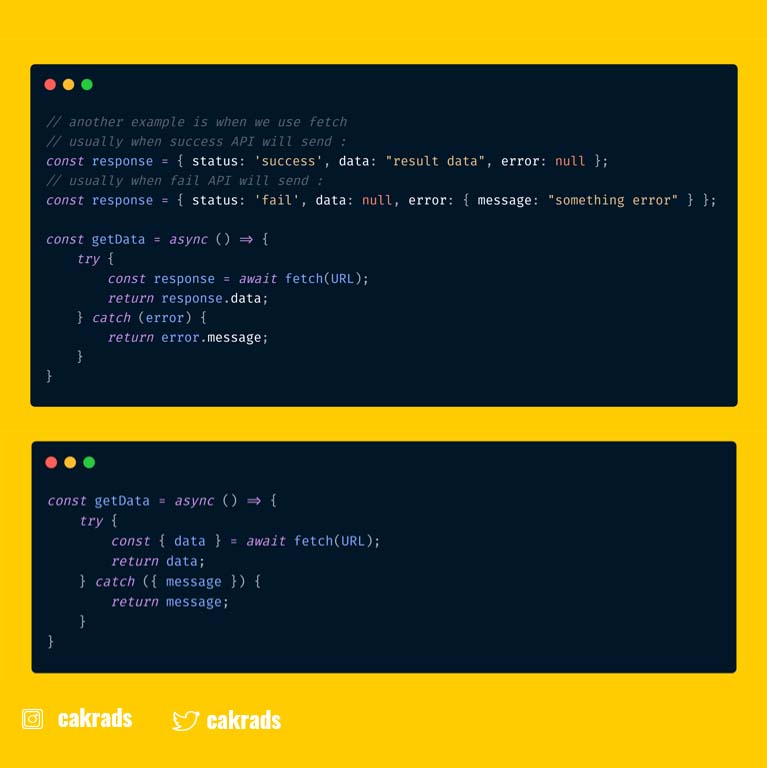 // another example is when we use fetch
// usually when success API will send :
const response = { status: 'success', data: "result data", error: null };
// usually when fail API will send :
const response = { status: 'fail', data: null, error: { message: "something error" } };

const getData = async () => {
    try {
        const response = await fetch(URL);
        return response.data;
    } catch (error) {
        return error.message;
    }
}

const getData = async () => {
    try {
        const { data } = await fetch(URL);
        return data;
    } catch ({ message }) {
        return message;
    }
}

cakrads cakrads